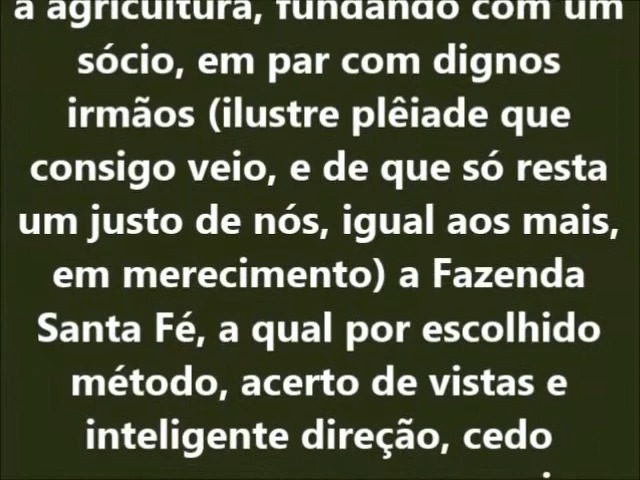 a agricultura, fundando com um
sócio, em par com dignos
irmãos (ilustre plêiade que
consigo veio, e de que só resta
um justo de nós, igual aos mais,
em merecimento) a Fazenda
Santa Fé, a qual por escolhido
método, acerto de vistas e
inteligente direção, cedo